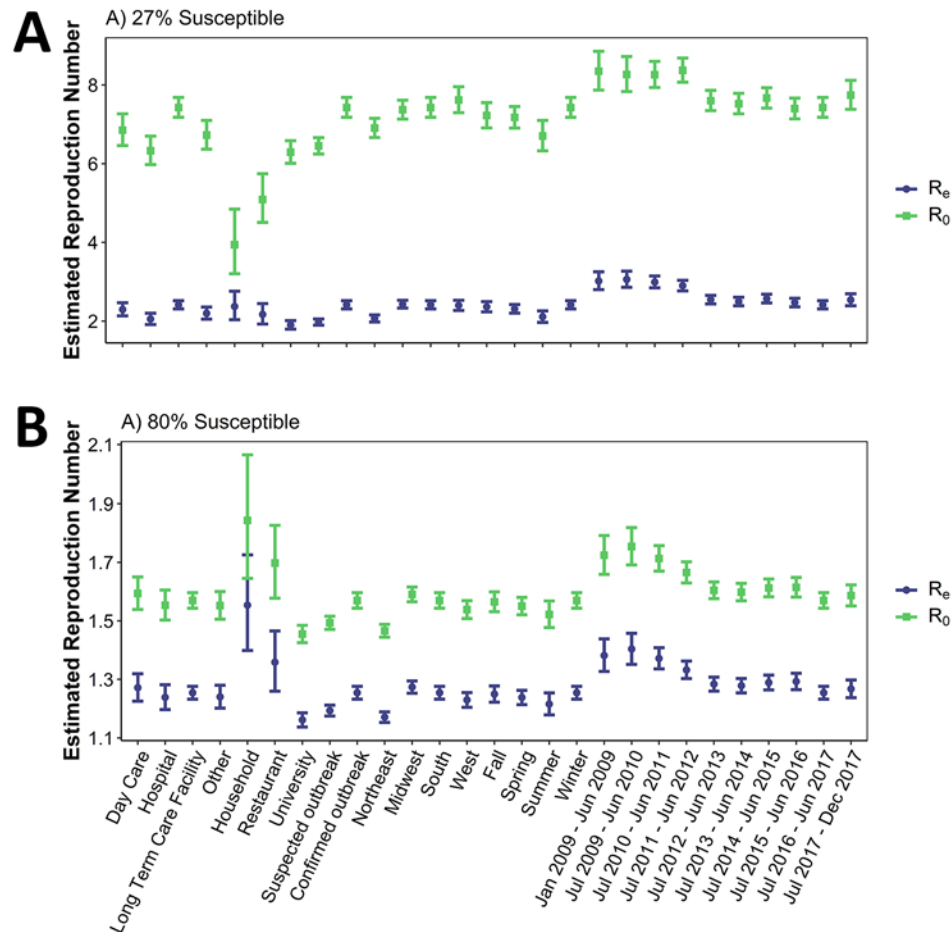 A
A) 27% Susceptible
Estimated Reproduction Number
8
6
4
2
Re
R0
B
A) 80% Susceptible
Estimated Reproduction Number
2.1
1.9
1.7
1.5
1.3
1.1
Re
R0
Day Care
Hospital
Long Term Care Facility
Other
Household
Restaurant
University
Suspected outbreak
Confirmed outbreak
Northeast
Midwest
South
West
Fall
Spring
Summer
Winter
Jan 2009 - Jun 2009
Jul 2009 - Jun 2010
Jul 2010 - Jun 2011
Jul 2011 - Jun 2012
Jul 2012 - Jun 2013
Jul 2013 - Jun 2014
Jul 2014 - Jun 2015
Jul 2015 - Jun 2016
Jul 2016 - Jun 2017
Jul 2017 - Dec 2017